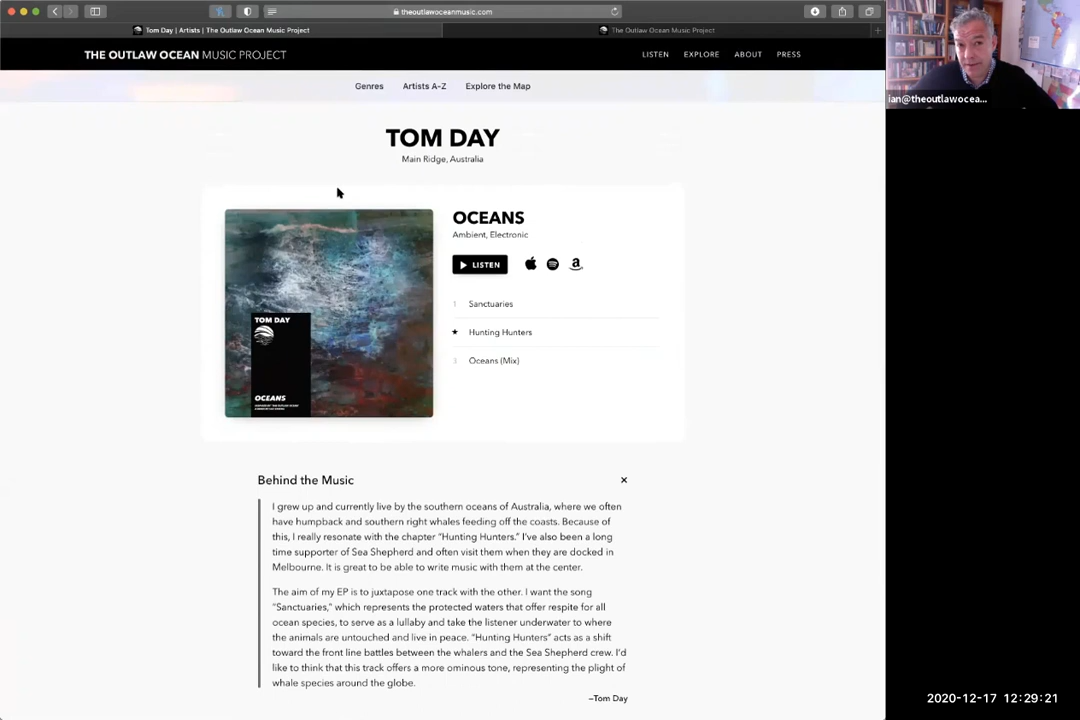 theoutlawoceanmusic.com
Tom Day | Artists | The Outlaw Ocean Music Project
The Outlaw Ocean Music Project
THE OUTLAW OCEAN MUSIC PROJECT
LISTEN EXPLORE ABOUT PRESS
ian@theoutlawocea...
Genres Artists A-Z Explore the Map
TOM DAY
Main Ridge, Australia
OCEANS
Ambient, Electronic
LISTEN
1 Sanctuaries
Hunting Hunters
3 Oceans (Mix)
TOM DAY
OCEANS
Behind the Music
I grew up and currently live by the southern oceans of Australia, where we often
have humpback and southern right whales feeding off the coasts. Because of
this, I really resonate with the chapter “Hunting Hunters.” I’ve also been a long
time supporter of Sea Shepherd and often visit them when they are docked in
Melbourne. It is great to be able to write music with them at the center.
The aim of my EP is to juxtapose one track with the other. I want the song
“Sanctuaries,” which represents the protected waters that offer respite for all
ocean species, to serve as a lullaby and take the listener underwater to where
the animals are untouched and live in peace. “Hunting Hunters” acts as a shift
toward the front line battles between the whalers and the Sea Shepherd crew. I’d
like to think that this track offers a more ominous tone, representing the plight of
whale species around the globe.
–Tom Day
2020-12-17 12:29:21